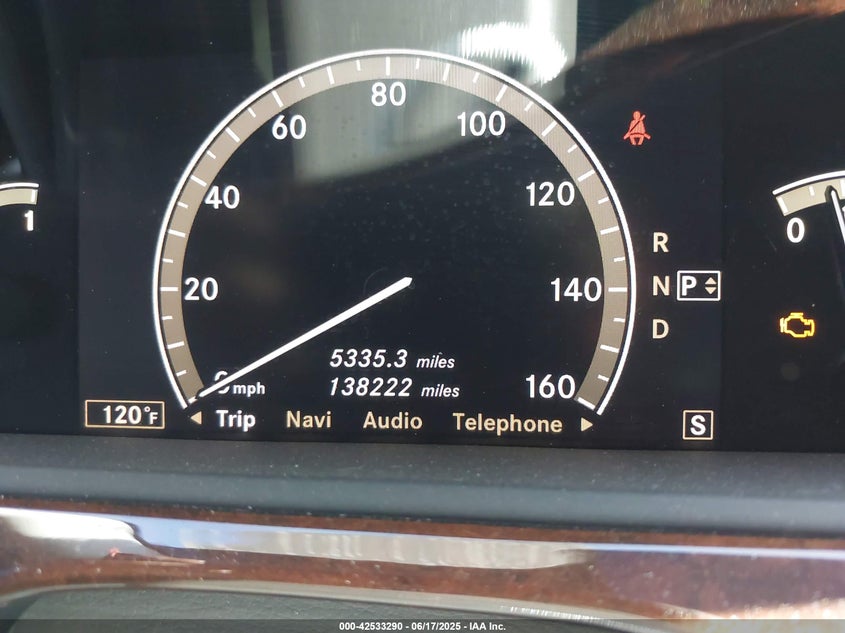 80
60
100
40
120
1
0
R
20
140
N
P
D
5335.3 miles
138222 miles
160
mph
120°F
Trip Navi Audio Telephone
S
000-42533290 - 06/17/2025 - IAA Inc.